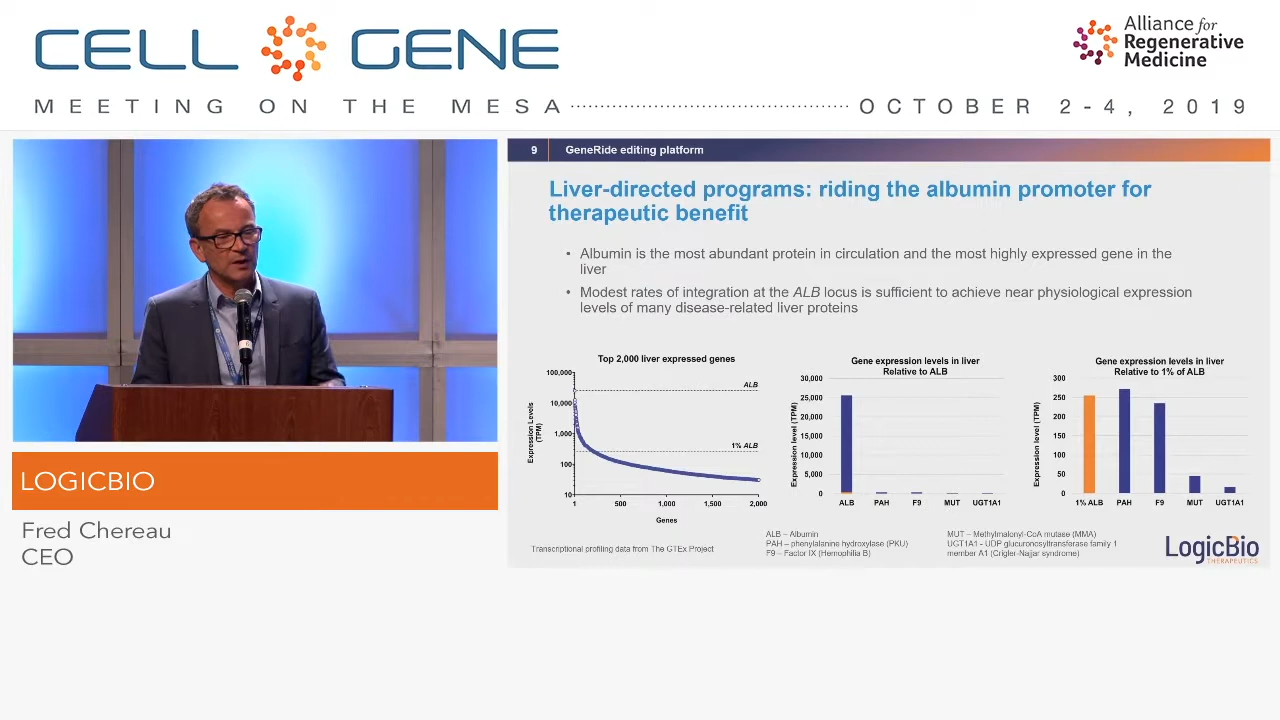 CELL GENE
MEETING ON THE MESA
OCTOBER 2-4, 2019
Alliance for
Regenerative
Medicine
LOGICBIO
Fred Chereau
CEO
9 GeneRide editing platform
Liver-directed programs: riding the albumin promoter for
therapeutic benefit
• Albumin is the most abundant protein in circulation and the most highly expressed gene in the
liver
• Modest rates of integration at the ALB locus is sufficient to achieve near physiological expression
levels of many disease-related liver proteins
Top 2,000 liver expressed genes
Expression Levels
(TPM)
100,000
10,000
1,000
100
10
ALB
1% ALB
1 500 1,000 1,500 2,000
Genes
Gene expression levels in liver
Relative to ALB
Expression level (TPM)
30,000
25,000
20,000
15,000
10,000
5,000
0
ALB PAH F9 MUT UGT1A1
Gene expression levels in liver
Relative to 1% of ALB
Expression level (TPM)
300
250
200
150
100
50
0
1% ALB PAH F9 MUT UGT1A1
Transcriptional profiling data from The GTEx Project
ALB – Albumin
PAH – phenylalanine hydroxylase (PKU)
F9 – Factor IX (Hemophilia B)
MUT – Methylmalonyl-CoA mutase (MMA)
UGT1A1 - UDP glucuronosyltransferase family 1
member A1 (Crigler-Najjar syndrome)
LogicBio
THERAPEUTICS